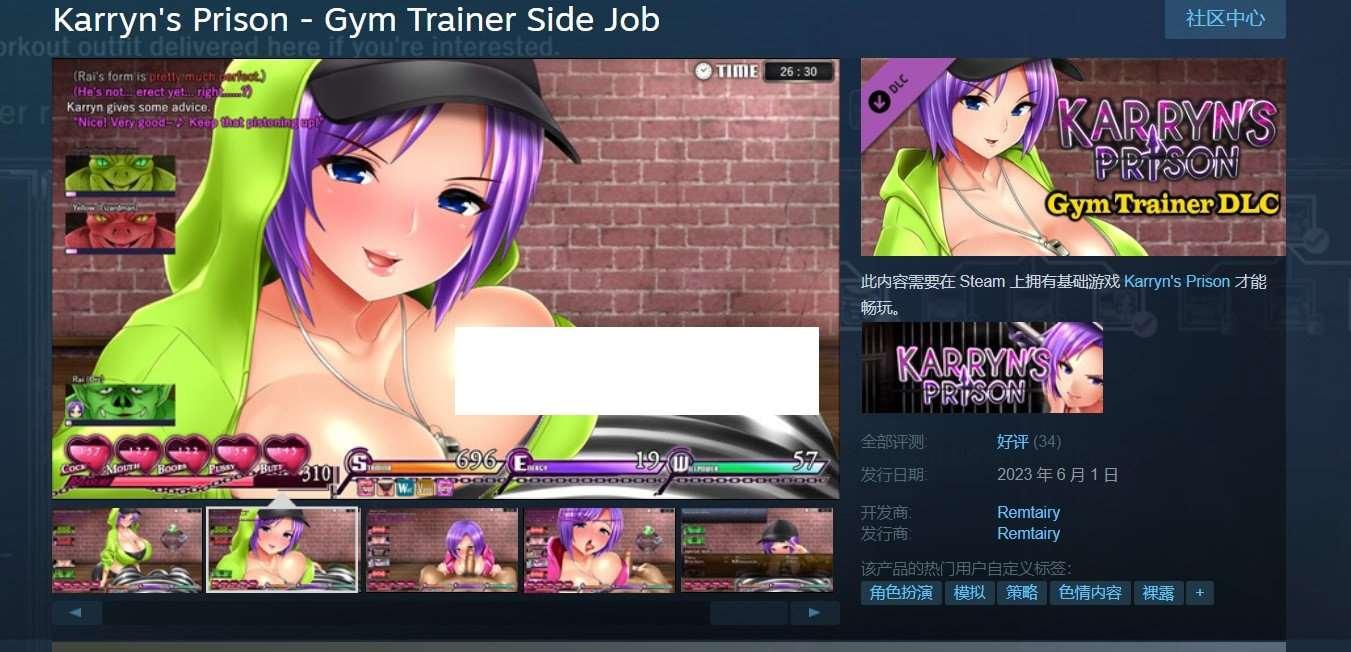 Karryn's Prison - Gym Trainer Side Job
社区中心
orkout outfit delivered here if you're interested.
(Rai's form is pretty much perfect.)
(He's not... erect yet... right......?)
Karryn gives some advice.
"Nice! Very good~♪ Keep that pistoning up!"
TIME 26 : 30
Yellow (Lizardman)
Rai (Orc)
157 127 122 134 143
COCK MOUTH BOOBS PUSSY BUTT
PLEASURE 310
STAMINA 696 ENERGY 19 WILLPOWER 57
DLC
KARRYN'S
PRISON
Gym Trainer DLC
此内容需要在 Steam 上拥有基础游戏 Karryn's Prison 才能
畅玩。
KARRYN'S
PRISON
全部评测: 好评 (34)
发行日期: 2023 年 6 月 1 日
开发商: Remtairy
发行商: Remtairy
该产品的热门用户自定义标签:
角色扮演 模拟 策略 色情内容 裸露 +